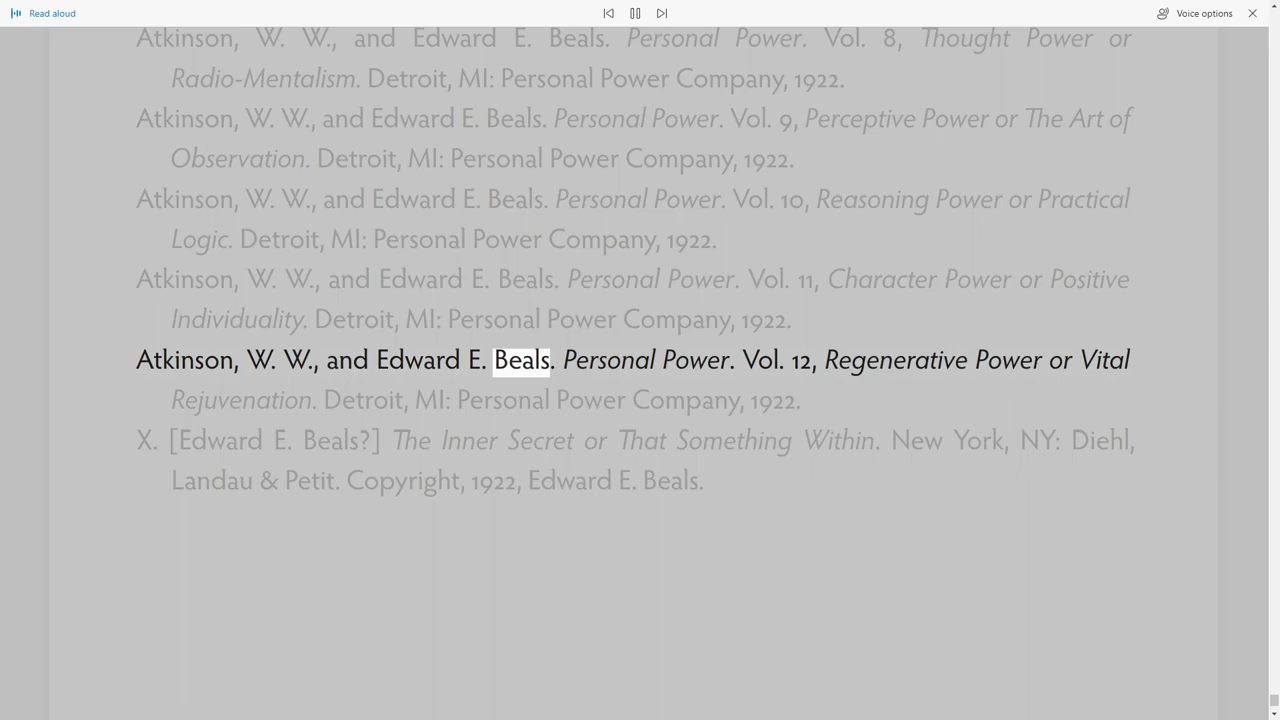 Read aloud
Voice options
Atkinson, W. W., and Edward E. Beals. Personal Power. Vol. 8, Thought Power or
Radio-Mentalism. Detroit, MI: Personal Power Company, 1922.
Atkinson, W. W., and Edward E. Beals. Personal Power. Vol. 9, Perceptive Power or The Art of
Observation. Detroit, MI: Personal Power Company, 1922.
Atkinson, W. W., and Edward E. Beals. Personal Power. Vol. 10, Reasoning Power or Practical
Logic. Detroit, MI: Personal Power Company, 1922.
Atkinson, W. W., and Edward E. Beals. Personal Power. Vol. 11, Character Power or Positive
Individuality. Detroit, MI: Personal Power Company, 1922.
Atkinson, W. W., and Edward E. Beals. Personal Power. Vol. 12, Regenerative Power or Vital
Rejuvenation. Detroit, MI: Personal Power Company, 1922.
X. [Edward E. Beals?] The Inner Secret or That Something Within. New York, NY: Diehl,
Landau & Petit. Copyright, 1922, Edward E. Beals.